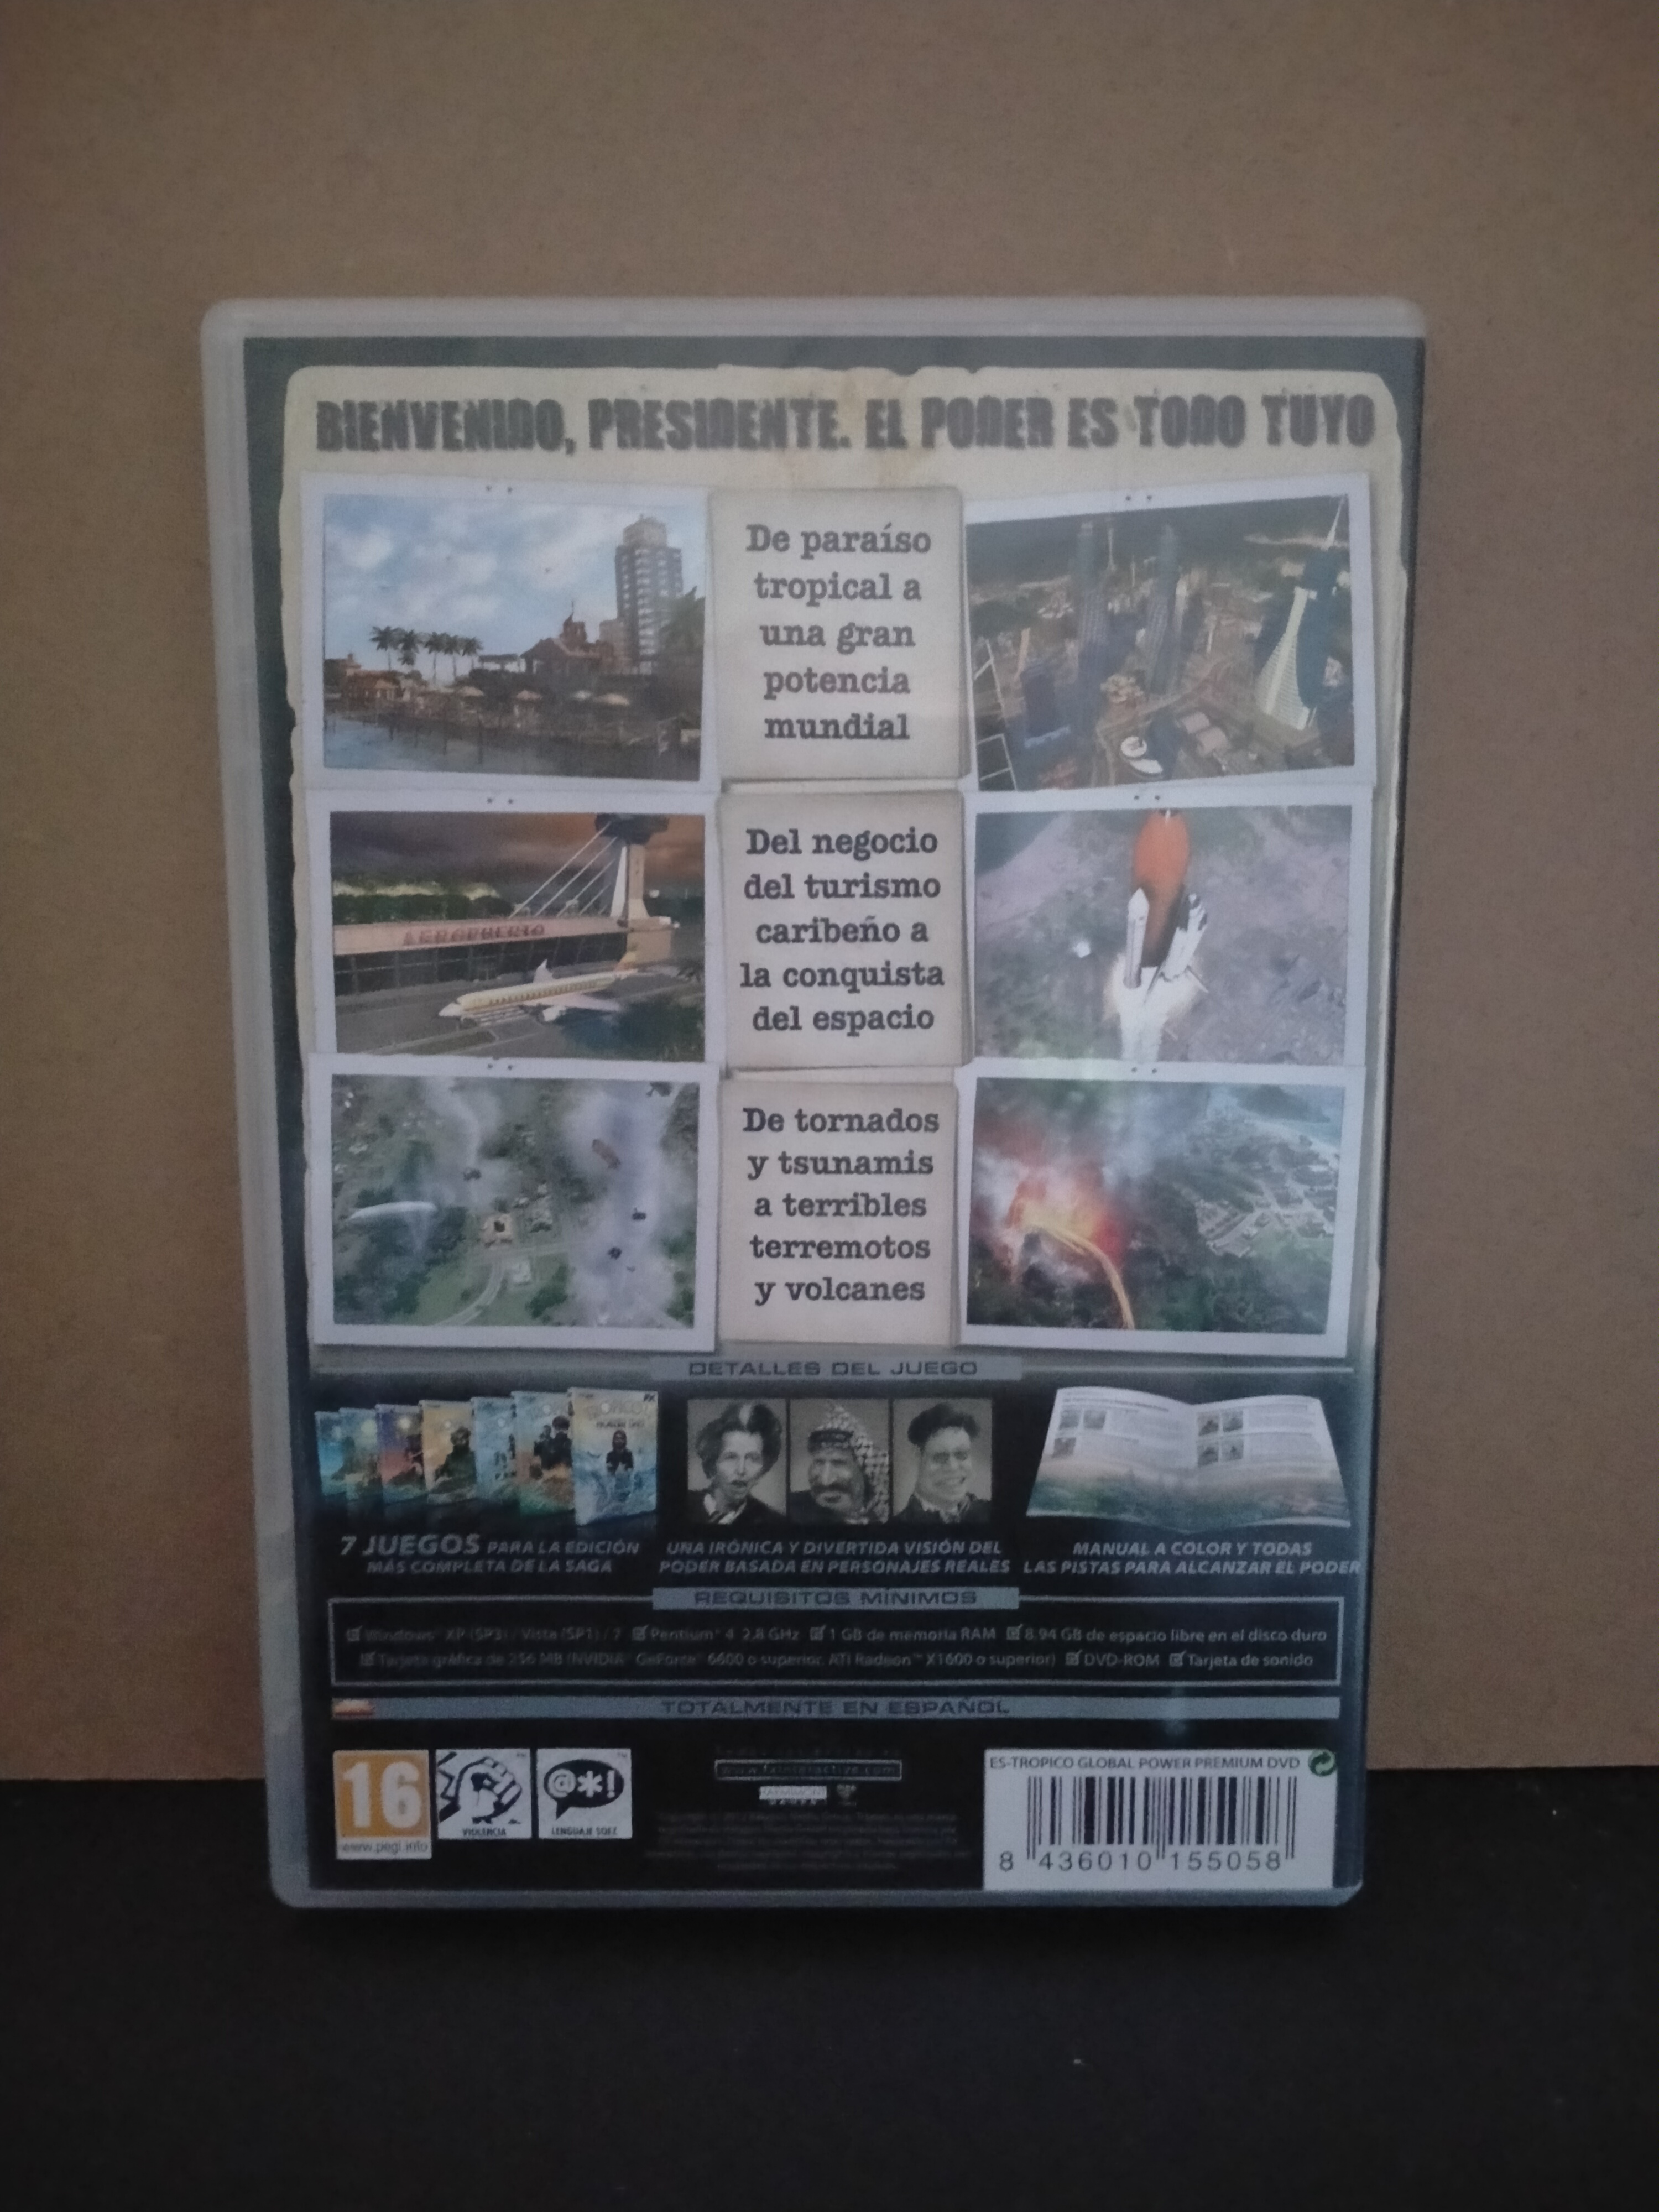 BIENVENIDO, PRESIDENTE. EL PODER ES TODO TUYO
De paraíso
tropical a
una gran
potencia
mundial
AEROPUERTO
Del negocio
del turismo
caribeño a
la conquista
del espacio
De tornados
y tsunamis
a terribles
terremotos
y volcanes
DETALLES DEL JUEGO
7 JUEGOS PARA LA EDICIÓN
MÁS COMPLETA DE LA SAGA
UNA IRÓNICA Y DIVERTIDA VISIÓN DEL
PODER BASADA EN PERSONAJES REALES
MANUAL A COLOR Y TODAS
LAS PISTAS PARA ALCANZAR EL PODER
REQUISITOS MÍNIMOS
Windows® XP (SP3) / Vista (SP1) / 7 Pentium® 4 2,8 GHz 1 GB de memoria RAM 8,94 GB de espacio libre en el disco duro
Tarjeta gráfica de 256 MB (NVIDIA® GeForce® 6600 o superior, ATI Radeon™ X1600 o superior) DVD-ROM Tarjeta de sonido
TOTALMENTE EN ESPAÑOL
16
www.pegi.info
VIOLENCIA
@*!
LENGUAJE SOEZ
www.fxinteractive.com
ES-TROPICO GLOBAL POWER PREMIUM DVD
8 436010 155058